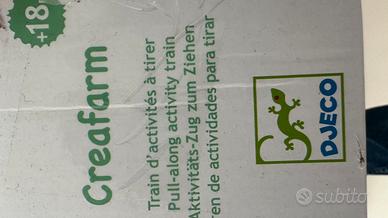 +18
Creafarm
Train d'activités à tirer
Pull-along activity train
Aktivitäts-Zug zum Ziehen
ren de actividades para tirar
DJECO
subito